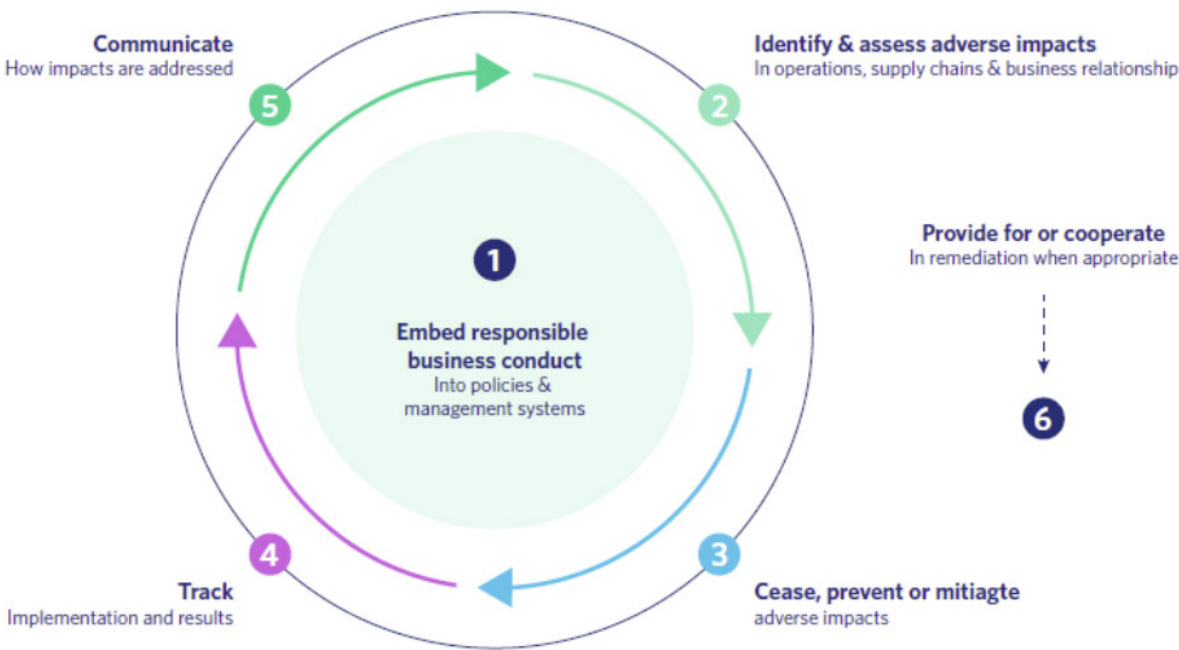 Communicate
How impacts are addressed
5
Identify & assess adverse impacts
In operations, supply chains & business relationship
2
1
Embed responsible
business conduct
Into policies &
management systems
Provide for or cooperate
In remediation when appropriate
6
4
Track
Implementation and results
3
Cease, prevent or mitiagte
adverse impacts